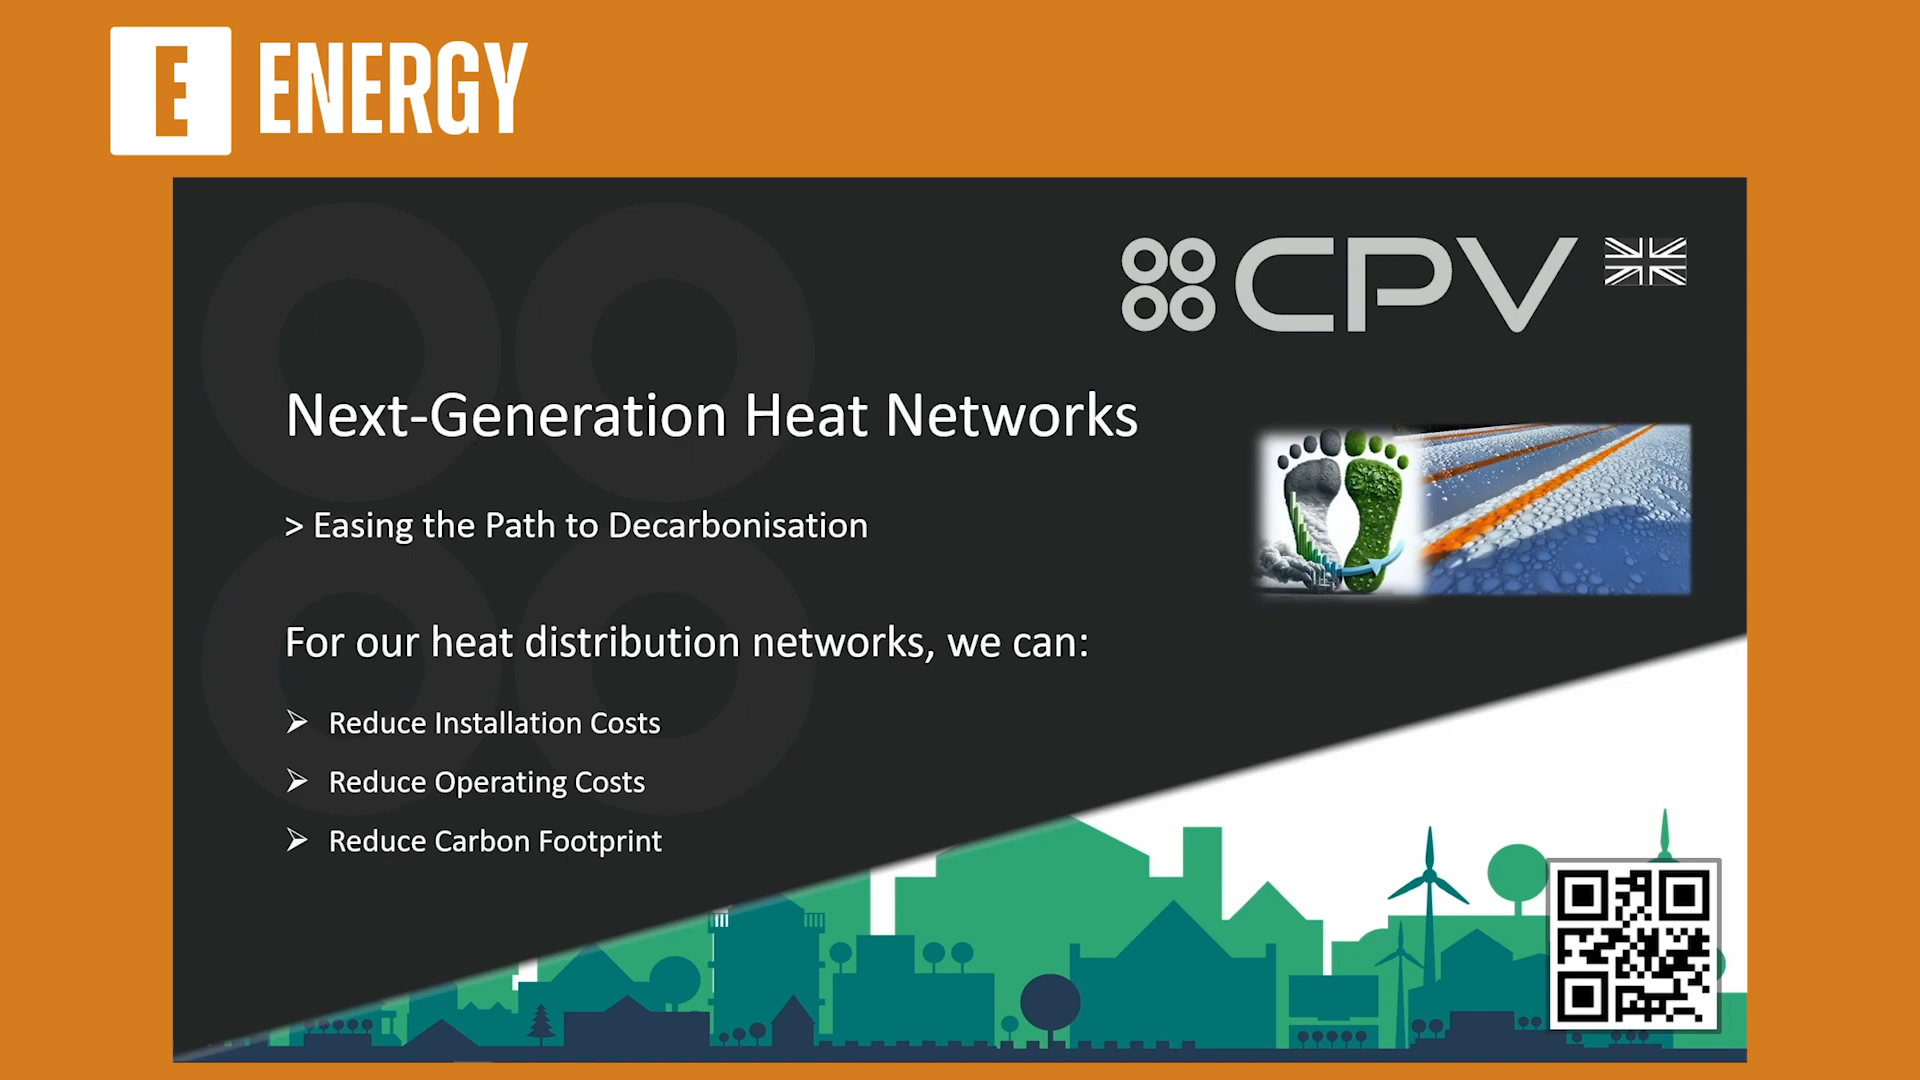 E ENERGY
CPV
Next-Generation Heat Networks
> Easing the Path to Decarbonisation
For our heat distribution networks, we can:
➢ Reduce Installation Costs
➢ Reduce Operating Costs
➢ Reduce Carbon Footprint